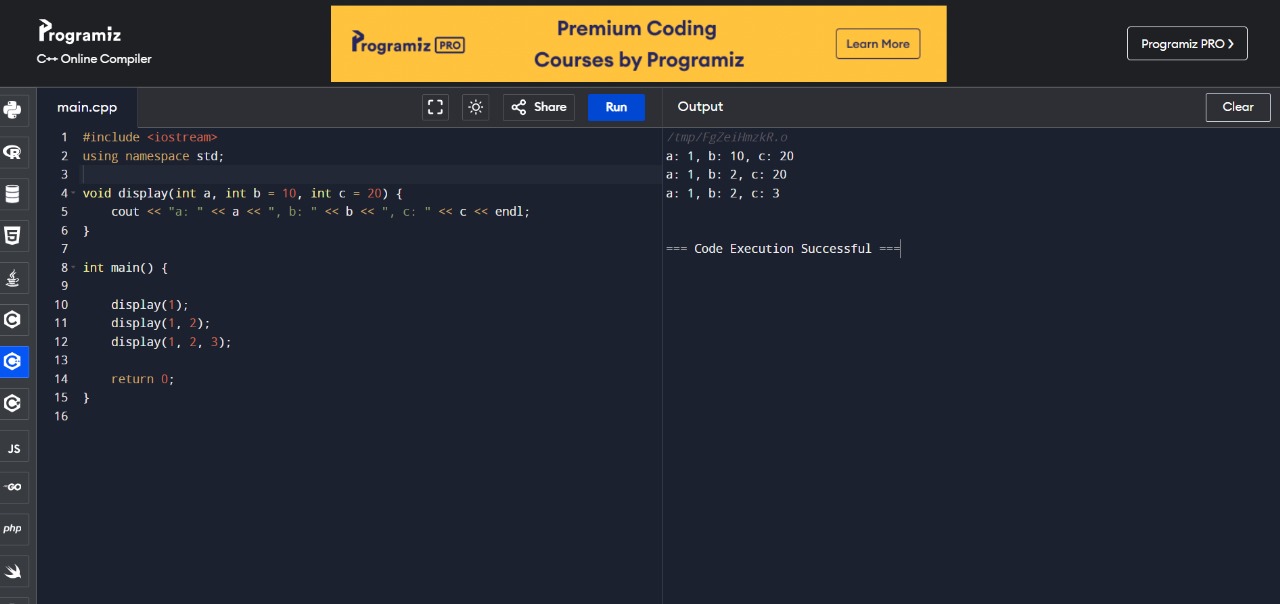 Programiz
C++ Online Compiler
Programiz PRO
Premium Coding
Courses by Programiz
Learn More
Programiz PRO >
main.cpp
Share
Run
Output
Clear
1 #include <iostream>
2 using namespace std;
3
4 void display(int a, int b = 10, int c = 20) {
5     cout << "a: " << a << ", b: " << b << ", c: " << c << endl;
6 }
7
8 int main() {
9
10     display(1);
11     display(1, 2);
12     display(1, 2, 3);
13
14     return 0;
15 }
16
/tmp/FgZeiHmzkR.o
a: 1, b: 10, c: 20
a: 1, b: 2, c: 20
a: 1, b: 2, c: 3
=== Code Execution Successful ===
R
5
C
C
C
JS
GO
php